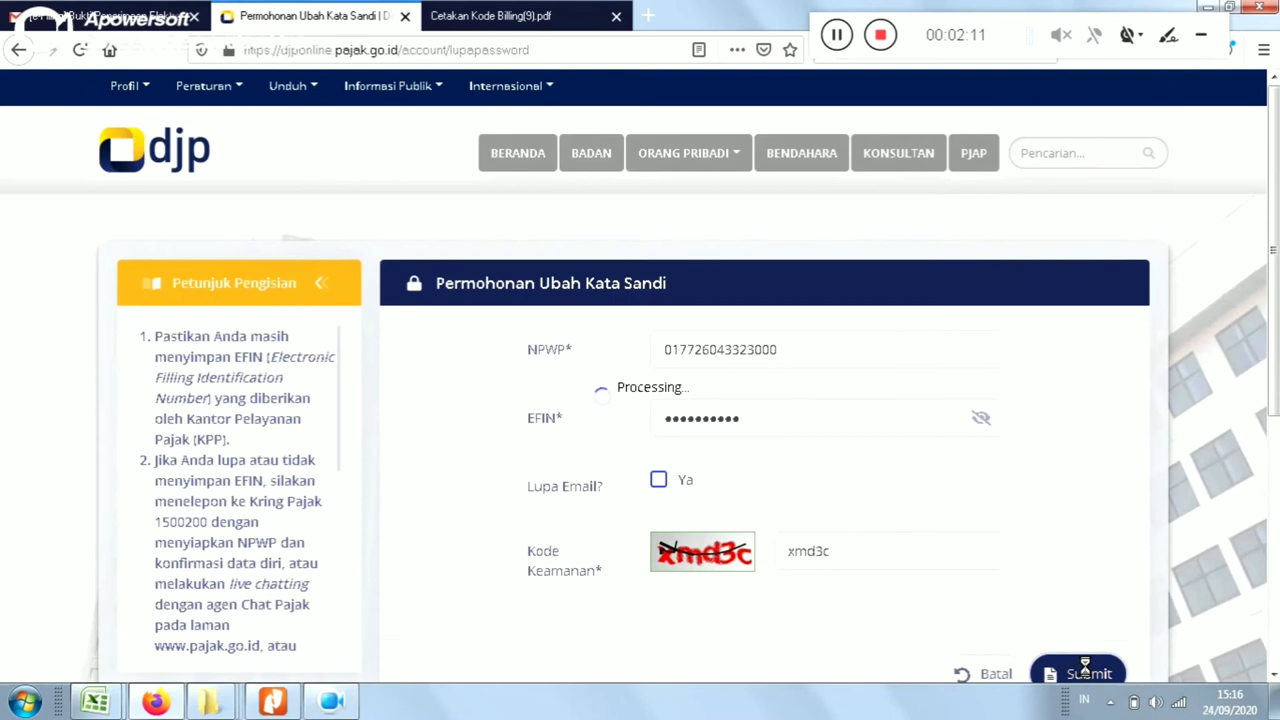 Apowersoft
Permohonan Ubah Kata Sandi | D
Cetakan Kode Billing(9).pdf
00:02:11
https://djponline.pajak.go.id/account/lupapassword
Profil Peraturan Unduh Informasi Publik Internasional
djp
BERANDA BADAN ORANG PRIBADI BENDAHARA KONSULTAN PJAP Pencarian...
Petunjuk Pengisian
1. Pastikan Anda masih
menyimpan EFIN (Electronic
Filling Identification
Number) yang diberikan
oleh Kantor Pelayanan
Pajak (KPP).
2. Jika Anda lupa atau tidak
menyimpan EFIN, silakan
menelepon ke Kring Pajak
1500200 dengan
menyiapkan NPWP dan
konfirmasi data diri, atau
melakukan live chatting
dengan agen Chat Pajak
pada laman
www.pajak.go.id, atau
Permohonan Ubah Kata Sandi
NPWP* 017726043323000
Processing...
EFIN* ••••••••••
Lupa Email? Ya
Kode
Keamanan*
xmd3c xmd3c
Batal Submit
IN
15:16
24/09/2020